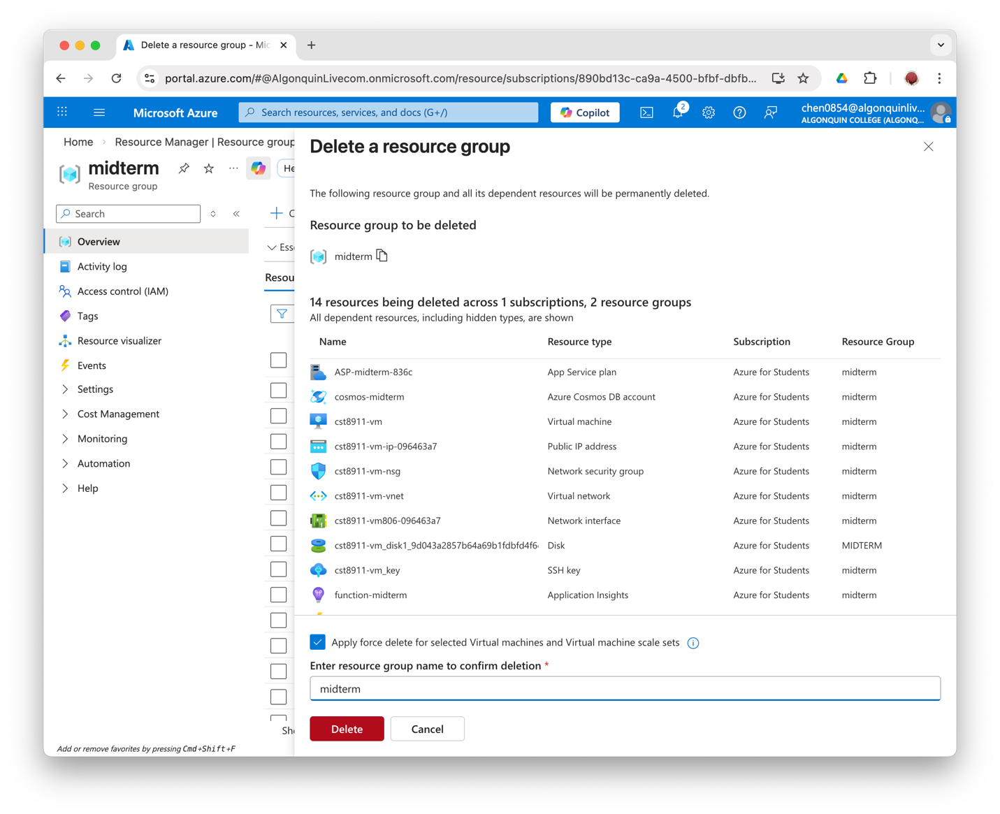 Delete a resource group - Mic
portal.azure.com/#@AlgonquinLivecom.onmicrosoft.com/resource/subscriptions/890bd13c-ca9a-4500-bfbf-dbfb...
Microsoft Azure
Search resources, services, and docs (G+/)
Copilot
2
chen0854@algonquinliv...
ALGONQUIN COLLEGE (ALGONQ...
Home
Resource Manager | Resource group
midterm
Resource group
He
Search
Overview
Activity log
Access control (IAM)
Tags
Resource visualizer
Events
Settings
Cost Management
Monitoring
Automation
Help
Add or remove favorites by pressing Cmd+Shift+F
Ess
Resou
Delete a resource group
The following resource group and all its dependent resources will be permanently deleted.
Resource group to be deleted
midterm
14 resources being deleted across 1 subscriptions, 2 resource groups
All dependent resources, including hidden types, are shown
Name Resource type Subscription Resource Group
ASP-midterm-836c App Service plan Azure for Students midterm
cosmos-midterm Azure Cosmos DB account Azure for Students midterm
cst8911-vm Virtual machine Azure for Students midterm
cst8911-vm-ip-096463a7 Public IP address Azure for Students midterm
cst8911-vm-nsg Network security group Azure for Students midterm
cst8911-vm-vnet Virtual network Azure for Students midterm
cst8911-vm806-096463a7 Network interface Azure for Students midterm
cst8911-vm_disk1_9d043a2857b64a69b1fdbfd4f6 Disk Azure for Students MIDTERM
cst8911-vm_key SSH key Azure for Students midterm
function-midterm Application Insights Azure for Students midterm
Apply force delete for selected Virtual machines and Virtual machine scale sets
Enter resource group name to confirm deletion *
midterm
Delete
Cancel